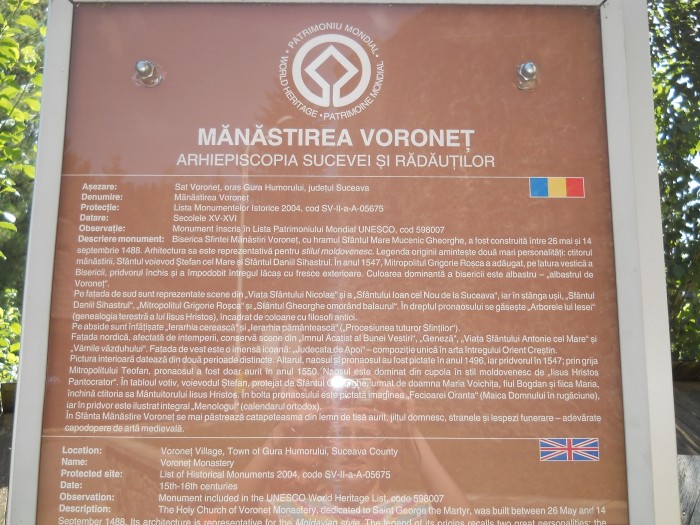 PATRIMONIU MONDIAL • WORLD HERITAGE • PATRIMOINE MONDIAL •
MĂNĂSTIREA VORONEȚ
ARHIEPISCOPIA SUCEVEI ȘI RĂDĂUȚILOR
Așezare: Sat Voroneț, oraș Gura Humorului, județul Suceava
Denumire: Mănăstirea Voroneț
Protecție: Lista Monumentelor Istorice 2004, cod SV-II-a-A-05675
Datare: Secolele XV-XVI
Observație: Monument înscris în Lista Patrimoniului Mondial UNESCO, cod 598007
Descriere monument: Biserica Sfintei Mănăstiri Voroneț, cu hramul Sfântul Mare Mucenic Gheorghe, a fost construită între 26 mai și 14
septembrie 1488. Arhitectura sa este reprezentativă pentru stilul moldovenesc. Legenda originii amintește două mari personalități: ctitorul
mănăstirii, Sfântul voievod Ștefan cel Mare și Sfântul Daniil Sihastrul. În anul 1547, Mitropolitul Grigorie Roșca a adăugat, pe latura vestică a
Bisericii, pridvorul închis și a împodobit întregul lăcaș cu fresce exterioare. Culoarea dominantă a bisericii este albastru – „albastrul de
Voroneț”.
Pe fațada de sud sunt reprezentate scene din „Viața Sfântului Nicolae” și a „Sfântului Ioan cel Nou de la Suceava”, iar în stânga ușii, „Sfântul
Daniil Sihastrul”, „Mitropolitul Grigorie Roșca” și „Sfântul Gheorghe omorând balaurul”. În dreptul pronaosului se găsește „Arborele lui Iesei”
(genealogia terestră a lui Iisus Hristos), încadrat de coloane cu filosofi antici.
Pe abside sunt înfățișate „Ierarhia cerească” și „Ierarhia pământească” („Procesiunea tuturor Sfinților”).
Fațada nordică, afectată de intemperii, conservă scene din „Imnul Acatist al Bunei Vestiri”, „Geneză”, „Viața Sfântului Antonie cel Mare” și
„Vămile văzduhului”. Fațada de vest este o imensă icoană: „Judecata de Apoi” – compoziție unică în arta întregului Orient Creștin.
Pictura interioară datează din două perioade distincte. Altarul, naosul și pronaosul au fost pictate în anul 1496, iar pridvorul în 1547; prin grija
Mitropolitului Teofan, pronaosul a fost doar aurit în anul 1550. Naosul este dominat din cupola în stil moldovenesc de „Iisus Hristos
Pantocrator”. În tabloul votiv, voievodul Ștefan, protejat de Sfântul Gheorghe, urmat de doamna Maria Voichița, fiul Bogdan și fiica Maria,
închină ctitoria sa Mântuitorului Iisus Hristos. În bolta pronaosului este pictată imaginea „Fecioarei Oranta” (Maica Domnului în rugăciune),
iar în pridvor este ilustrat integral „Menologul” (calendarul ortodox).
În Sfânta Mănăstire Voroneț se mai păstrează catapeteasma din lemn de tisă aurit, jilțul domnesc, stranele și lespezi funerare – adevărate
capodopere de artă medievală.
Location: Voroneț Village, Town of Gura Humorului, Suceava County
Name: Voroneț Monastery
Protected site: List of Historical Monuments 2004, code SV-II-a-A-05675
Date: 15th-16th centuries
Observation: Monument included in the UNESCO World Heritage List, code 598007
Description: The Holy Church of Voroneț Monastery, dedicated to Saint George the Martyr, was built between 26 May and 14
September 1488. Its architecture is representative for the Moldavian style. The legend of its origins recalls two great personalities: the